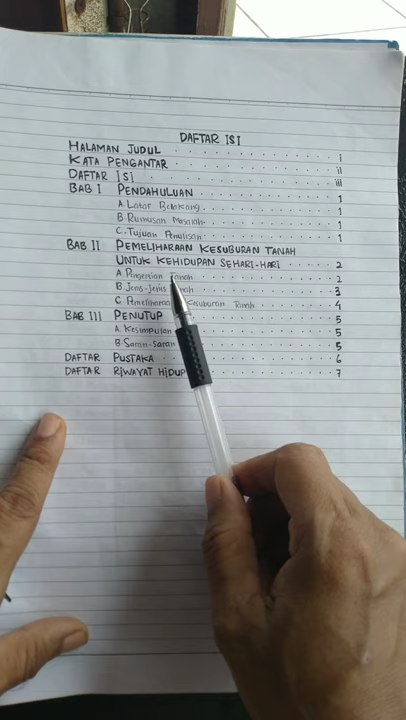 DAFTAR ISI
HALAMAN JUDUL . . . . . . . . . . . . i
KATA PENGANTAR . . . . . . . . . . . . ii
DAFTAR ISI . . . . . . . . . . . . iii
BAB I PENDAHULUAN . . . . . . . . . . . . 1
A. Latar Belakang . . . . . . . . . . . . 1
B. Rumusan Masalah . . . . . . . . . . . . 1
C. Tujuan Penulisan . . . . . . . . . . . . 1
BAB II PEMELIHARAAN KESUBURAN TANAH
UNTUK KEHIDUPAN SEHARI-HARI . . . . . . 2
A Pengertian Tanah . . . . . . . . . . . . 2
B Jenis-Jenis Tanah . . . . . . . . . . . . 3
C Kesuburan Tanah . . . . . . . . . . . . 4
BAB III PENUTUP . . . . . . . . . . . . 5
A. Kesimpulan . . . . . . . . . . . . 5
B Saran-Saran . . . . . . . . . . . . 5
DAFTAR PUSTAKA . . . . . . . . . . . . 6
DAFTAR RIWAYAT HIDUP . . . . . . . . . . . . 7